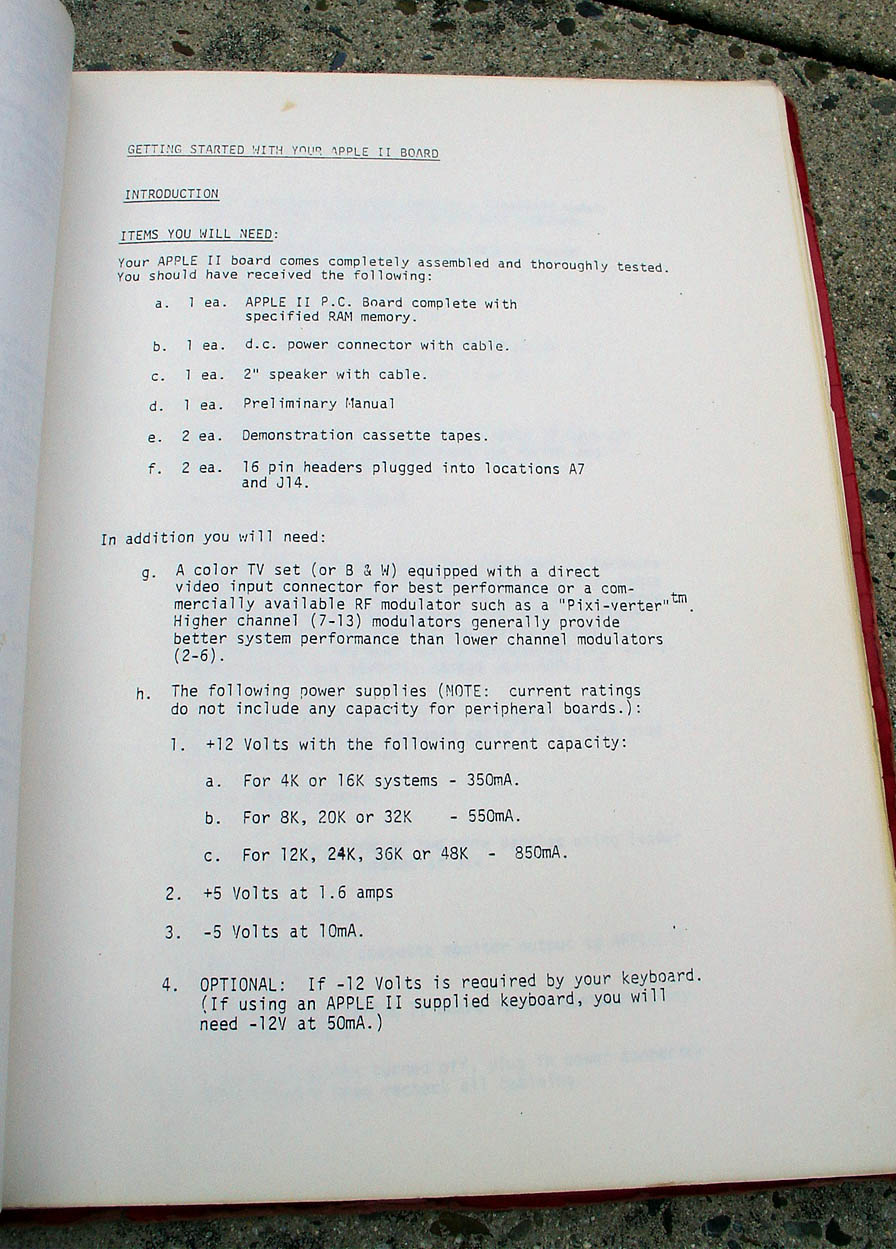 GETTING STARTED WITH YOUR APPLE II BOARD
INTRODUCTION
ITEMS YOU WILL NEED:
Your APPLE II board comes completely assembled and thoroughly tested.
You should have received the following:
a. 1 ea. APPLE II P.C. Board complete with
specified RAM memory.
b. 1 ea. d.c. power connector with cable.
c. 1 ea. 2" speaker with cable.
d. 1 ea. Preliminary Manual
e. 2 ea. Demonstration cassette tapes.
f. 2 ea. 16 pin headers plugged into locations A7
and J14.
In addition you will need:
g. A color TV set (or B & W) equipped with a direct
video input connector for best performance or a com-
mercially available RF modulator such as a "Pixi-verter"tm.
Higher channel (7-13) modulators generally provide
better system performance than lower channel modulators
(2-6).
h. The following power supplies (NOTE: current ratings
do not include any capacity for peripheral boards.):
1. +12 Volts with the following current capacity:
a. For 4K or 16K systems - 350mA.
b. For 8K, 20K or 32K - 550mA.
c. For 12K, 24K, 36K or 48K - 850mA.
2. +5 Volts at 1.6 amps
3. -5 Volts at 10mA.
4. OPTIONAL: If -12 Volts is required by your keyboard.
(If using an APPLE II supplied keyboard, you will
need -12V at 50mA.)